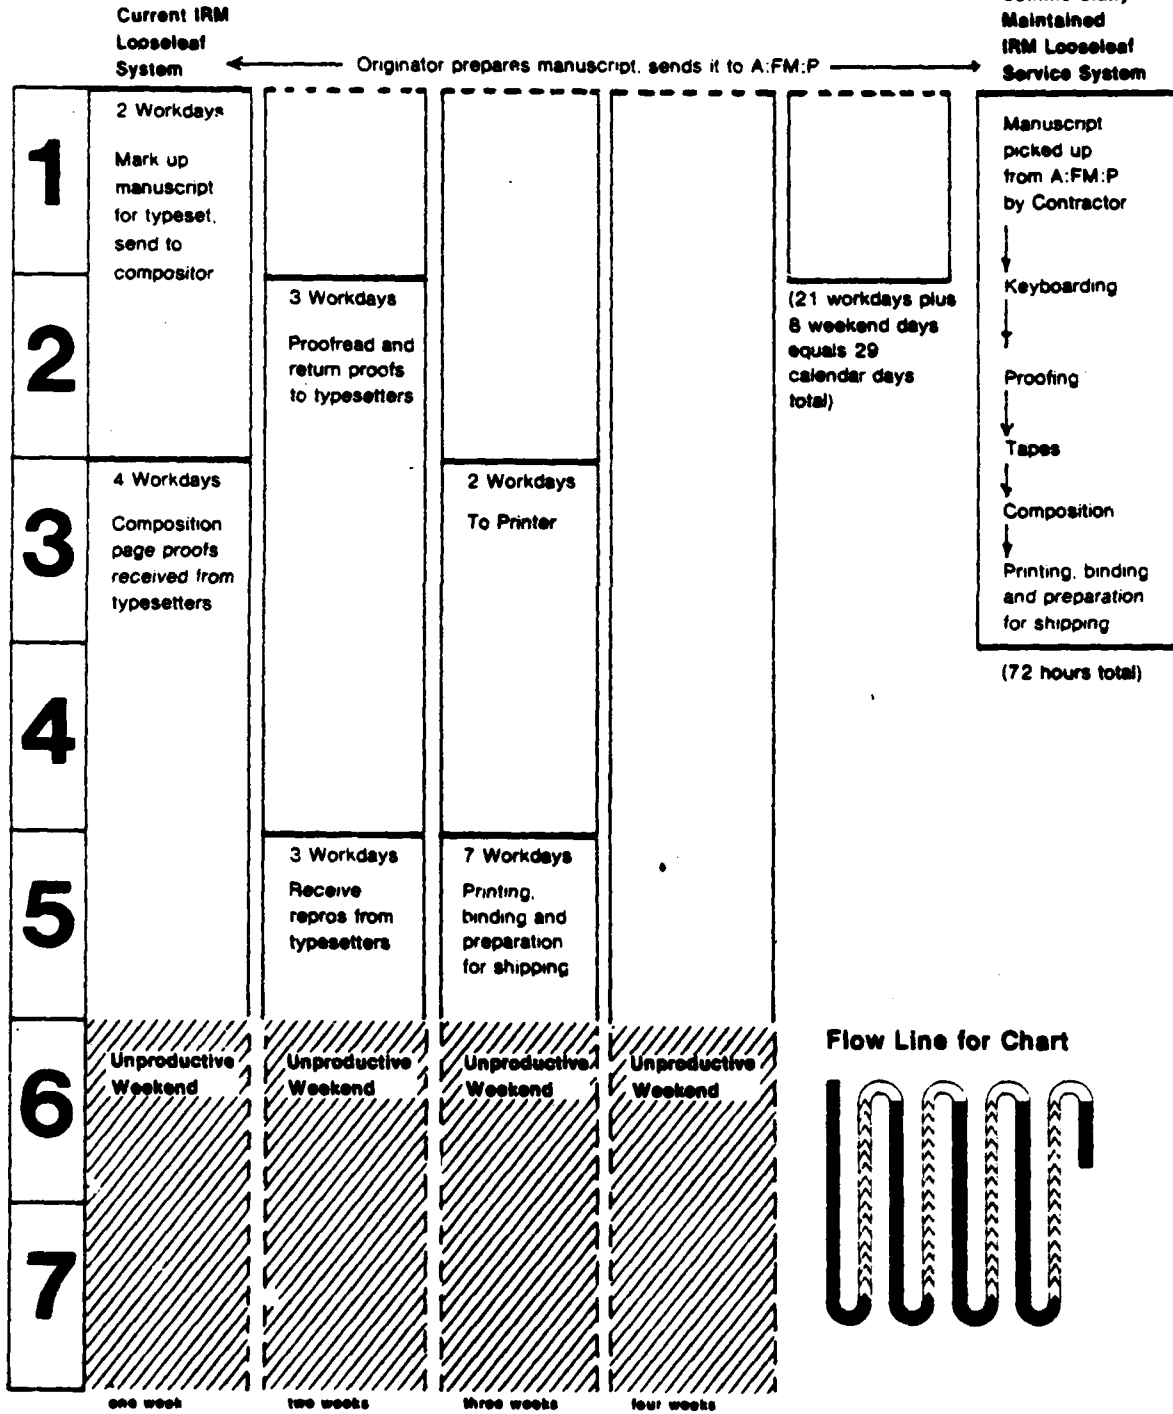 Current IRM
Looseleaf
System
Originator prepares manuscript, sends it to A:FM:P
Maintained
IRM Looseleaf
Service System
1
2 Workdays
Mark up
manuscript
for typeset,
send to
compositor
2
3
4 Workdays
Composition
page proofs
received from
typesetters
4
5
6
Unproductive
Weekend
7
one week
3 Workdays
Proofread and
return proofs
to typesetters
3 Workdays
Receive
repros from
typesetters
Unproductive
Weekend
two weeks
2 Workdays
To Printer
7 Workdays
Printing,
binding and
preparation
for shipping
Unproductive
Weekend
three weeks
Unproductive
Weekend
four weeks
(21 workdays plus
8 weekend days
equals 29
calendar days
total)
Manuscript
picked up
from A:FM:P
by Contractor
Keyboarding
Proofing
Tapes
Composition
Printing, binding
and preparation
for shipping
(72 hours total)
Flow Line for Chart